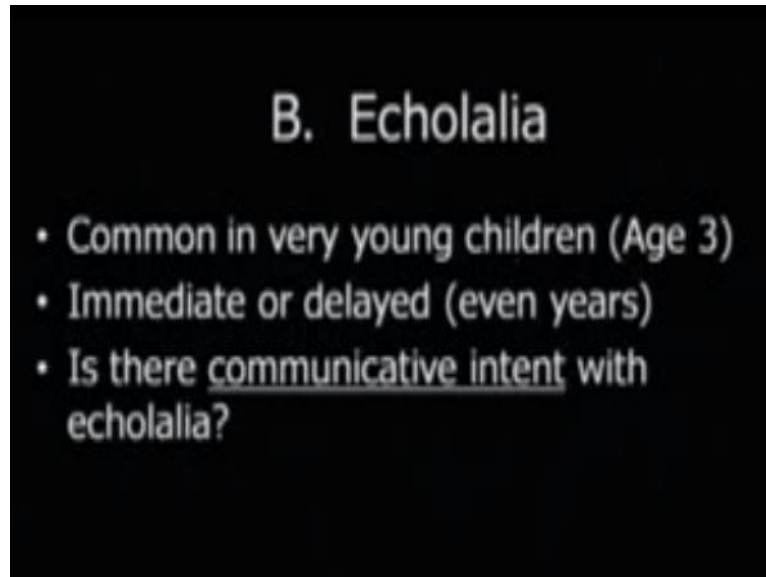 B. Echolalia
• Common in very young children (Age 3)
• Immediate or delayed (even years)
• Is there communicative intent with
echolalia?